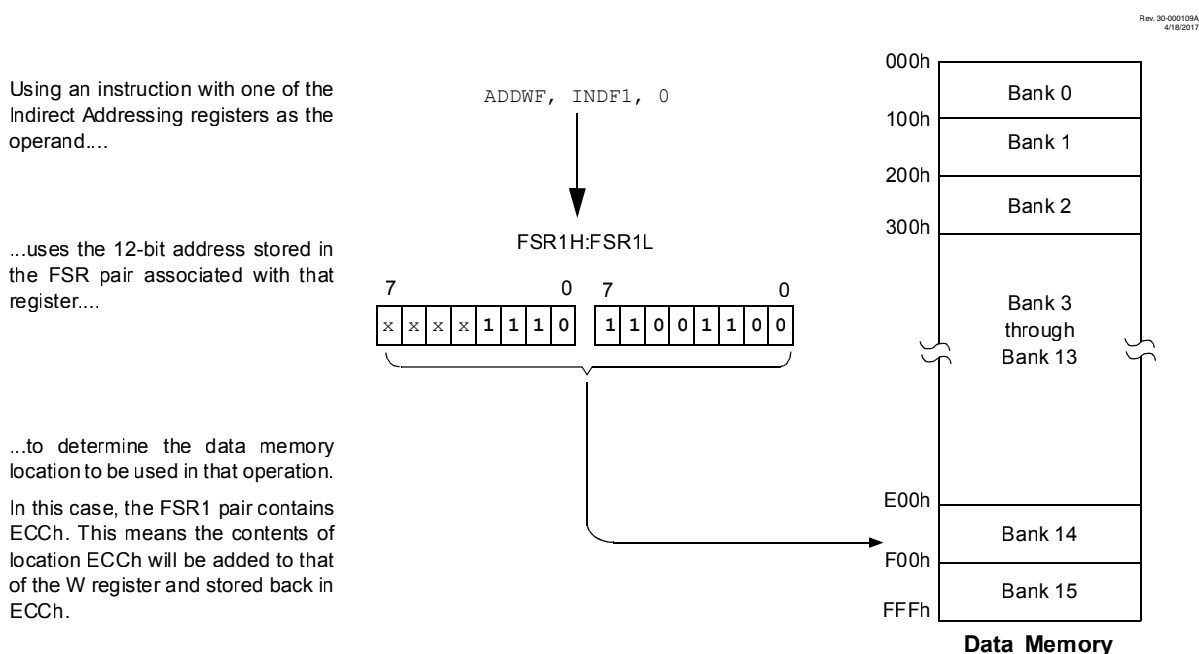 Rev. 30-000109A
4/18/2017
Using an instruction with one of the
Indirect Addressing registers as the
operand....
ADDWF, INDF1, 0
...uses the 12-bit address stored in
the FSR pair associated with that
register....
FSR1H:FSR1L
7 0 7 0
x x x x 1 1 1 0 1 1 0 0 1 1 0 0
...to determine the data memory
location to be used in that operation.
In this case, the FSR1 pair contains
ECCh. This means the contents of
location ECCh will be added to that
of the W register and stored back in
ECCh.
000h
Bank 0
100h
Bank 1
200h
Bank 2
300h
Bank 3
through
Bank 13
E00h
Bank 14
F00h
Bank 15
FFFh
Data Memory